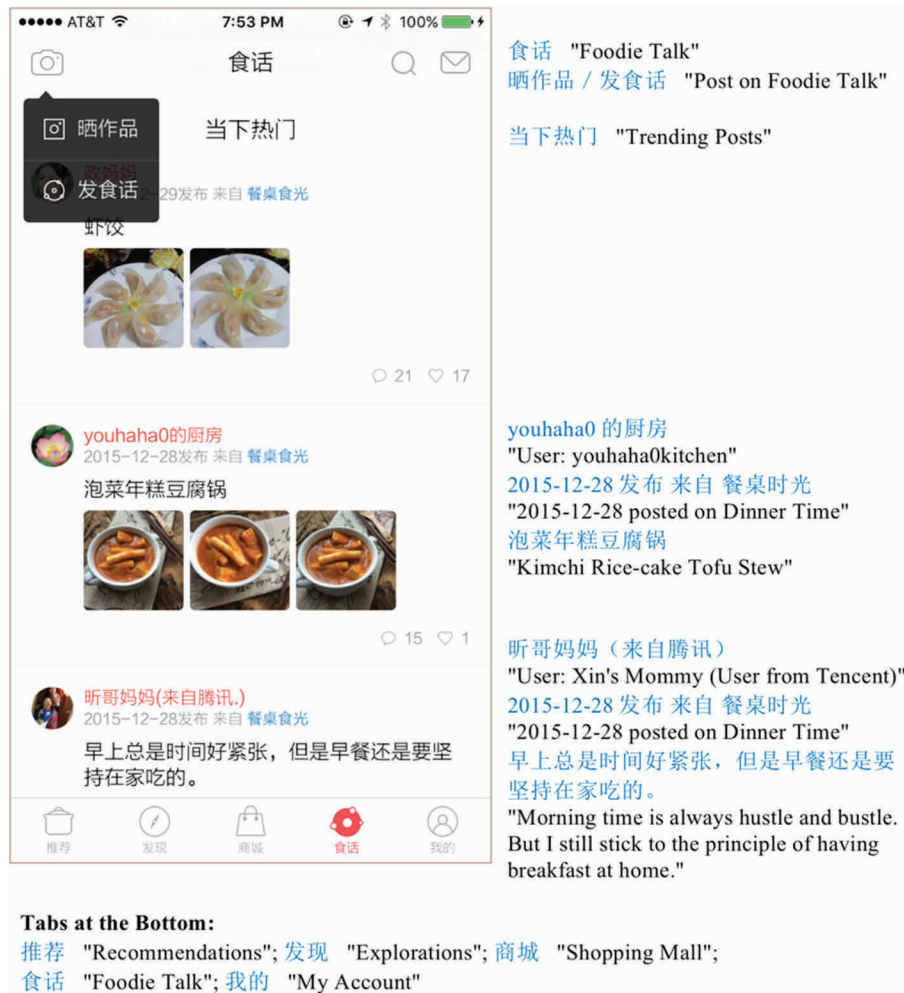 AT&T 7:53 PM 100%
食话
晒作品
发食话
当下热门
政妈妈
-29发布 来自 餐桌食光
虾饺
21 17
youhaha0的厨房
2015-12-28发布 来自 餐桌食光
泡菜年糕豆腐锅
15 1
昕哥妈妈(来自腾讯.)
2015-12-28发布 来自 餐桌食光
早上总是时间好紧张，但是早餐还是要坚
持在家吃的。
推荐 发现 商城 食话 我的
食话 "Foodie Talk"
晒作品 / 发食话 "Post on Foodie Talk"
当下热门 "Trending Posts"
youhaha0 的厨房
"User: youhaha0kitchen"
2015-12-28 发布 来自 餐桌时光
"2015-12-28 posted on Dinner Time"
泡菜年糕豆腐锅
"Kimchi Rice-cake Tofu Stew"
昕哥妈妈（来自腾讯）
"User: Xin's Mommy (User from Tencent)"
2015-12-28 发布 来自 餐桌时光
"2015-12-28 posted on Dinner Time"
早上总是时间好紧张，但是早餐还是要
坚持在家吃的。
"Morning time is always hustle and bustle.
But I still stick to the principle of having
breakfast at home."
Tabs at the Bottom:
推荐 "Recommendations"; 发现 "Explorations"; 商城 "Shopping Mall";
食话 "Foodie Talk"; 我的 "My Account"